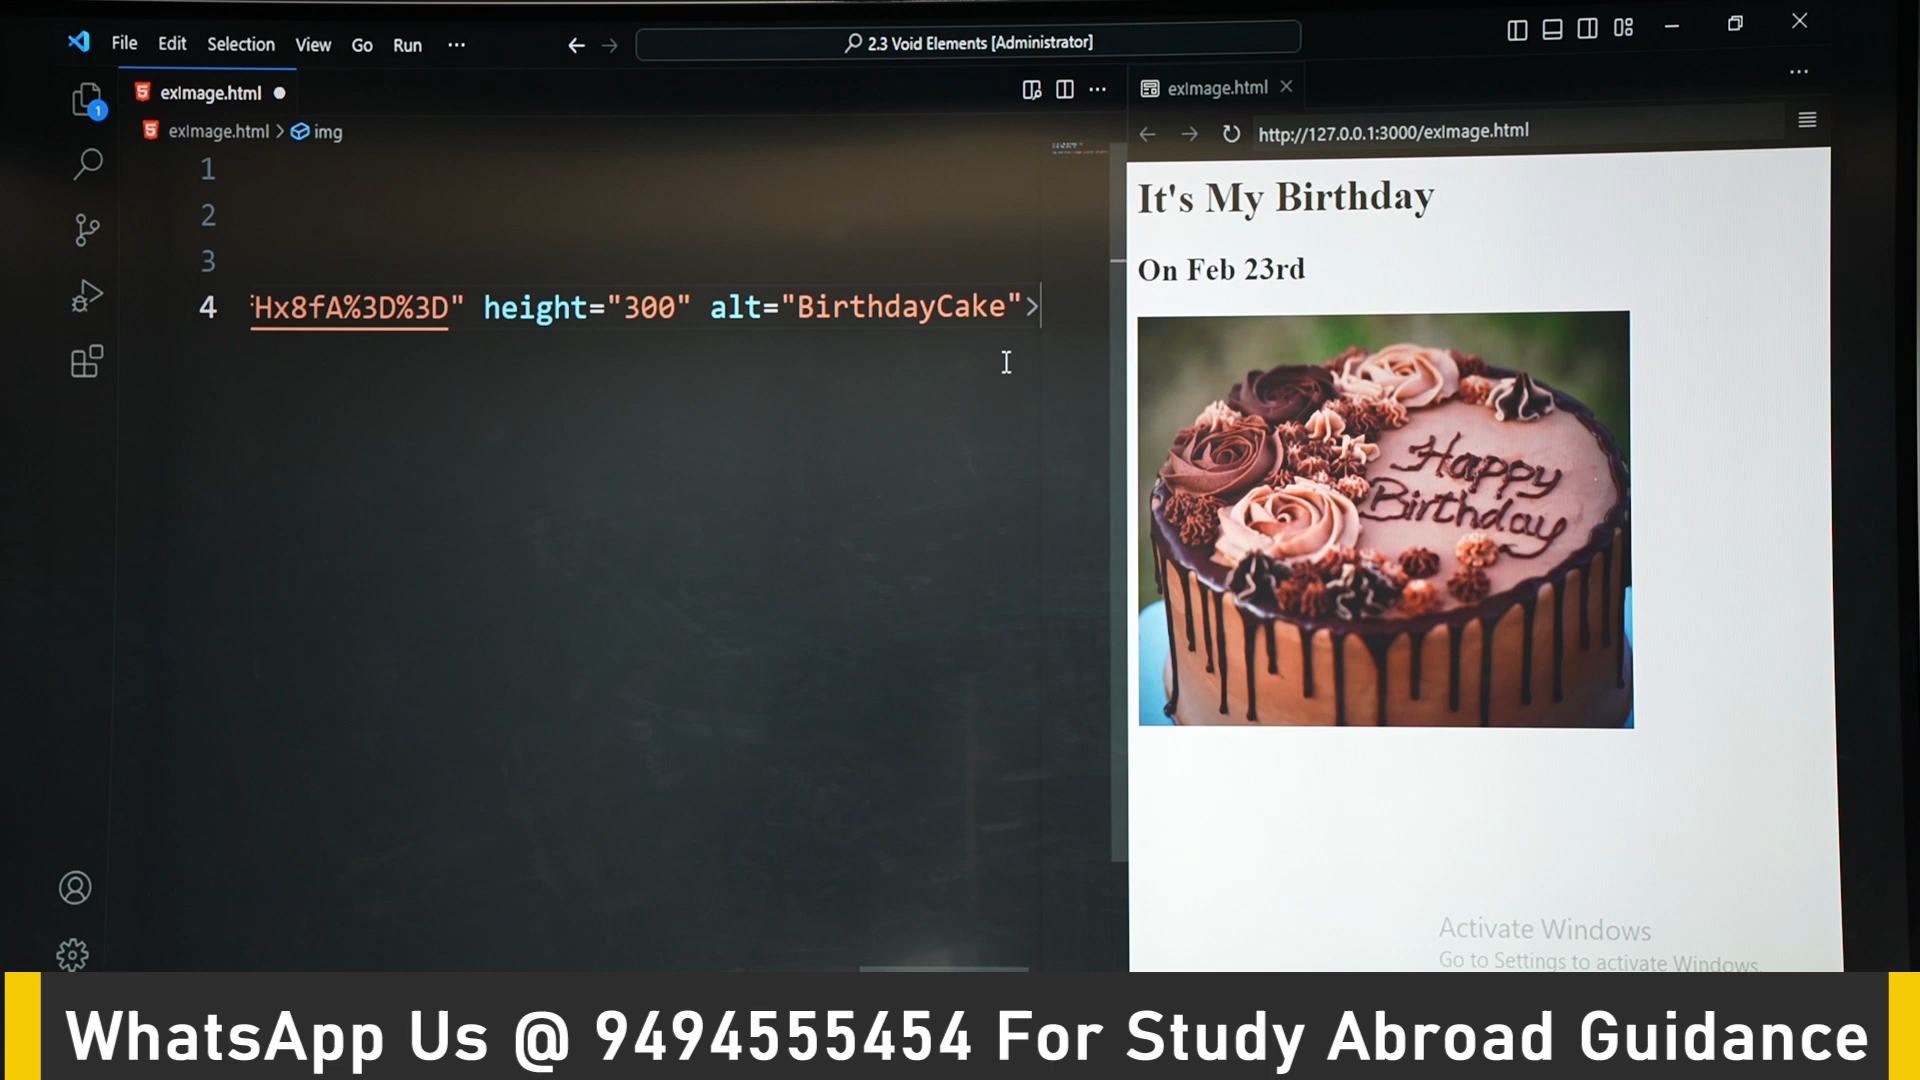 File Edit Selection View Go Run ...
2.3 Void Elements [Administrator]
exImage.html
exImage.html
exImage.html > img
http://127.0.0.1:3000/exImage.html
1
2
3
4 Hx8fA%3D%3D" height="300" alt="BirthdayCake">
It's My Birthday
On Feb 23rd
Happy
Birthday
Activate Windows
Go to Settings to activate Windows.
1
WhatsApp Us @ 9494555454 For Study Abroad Guidance